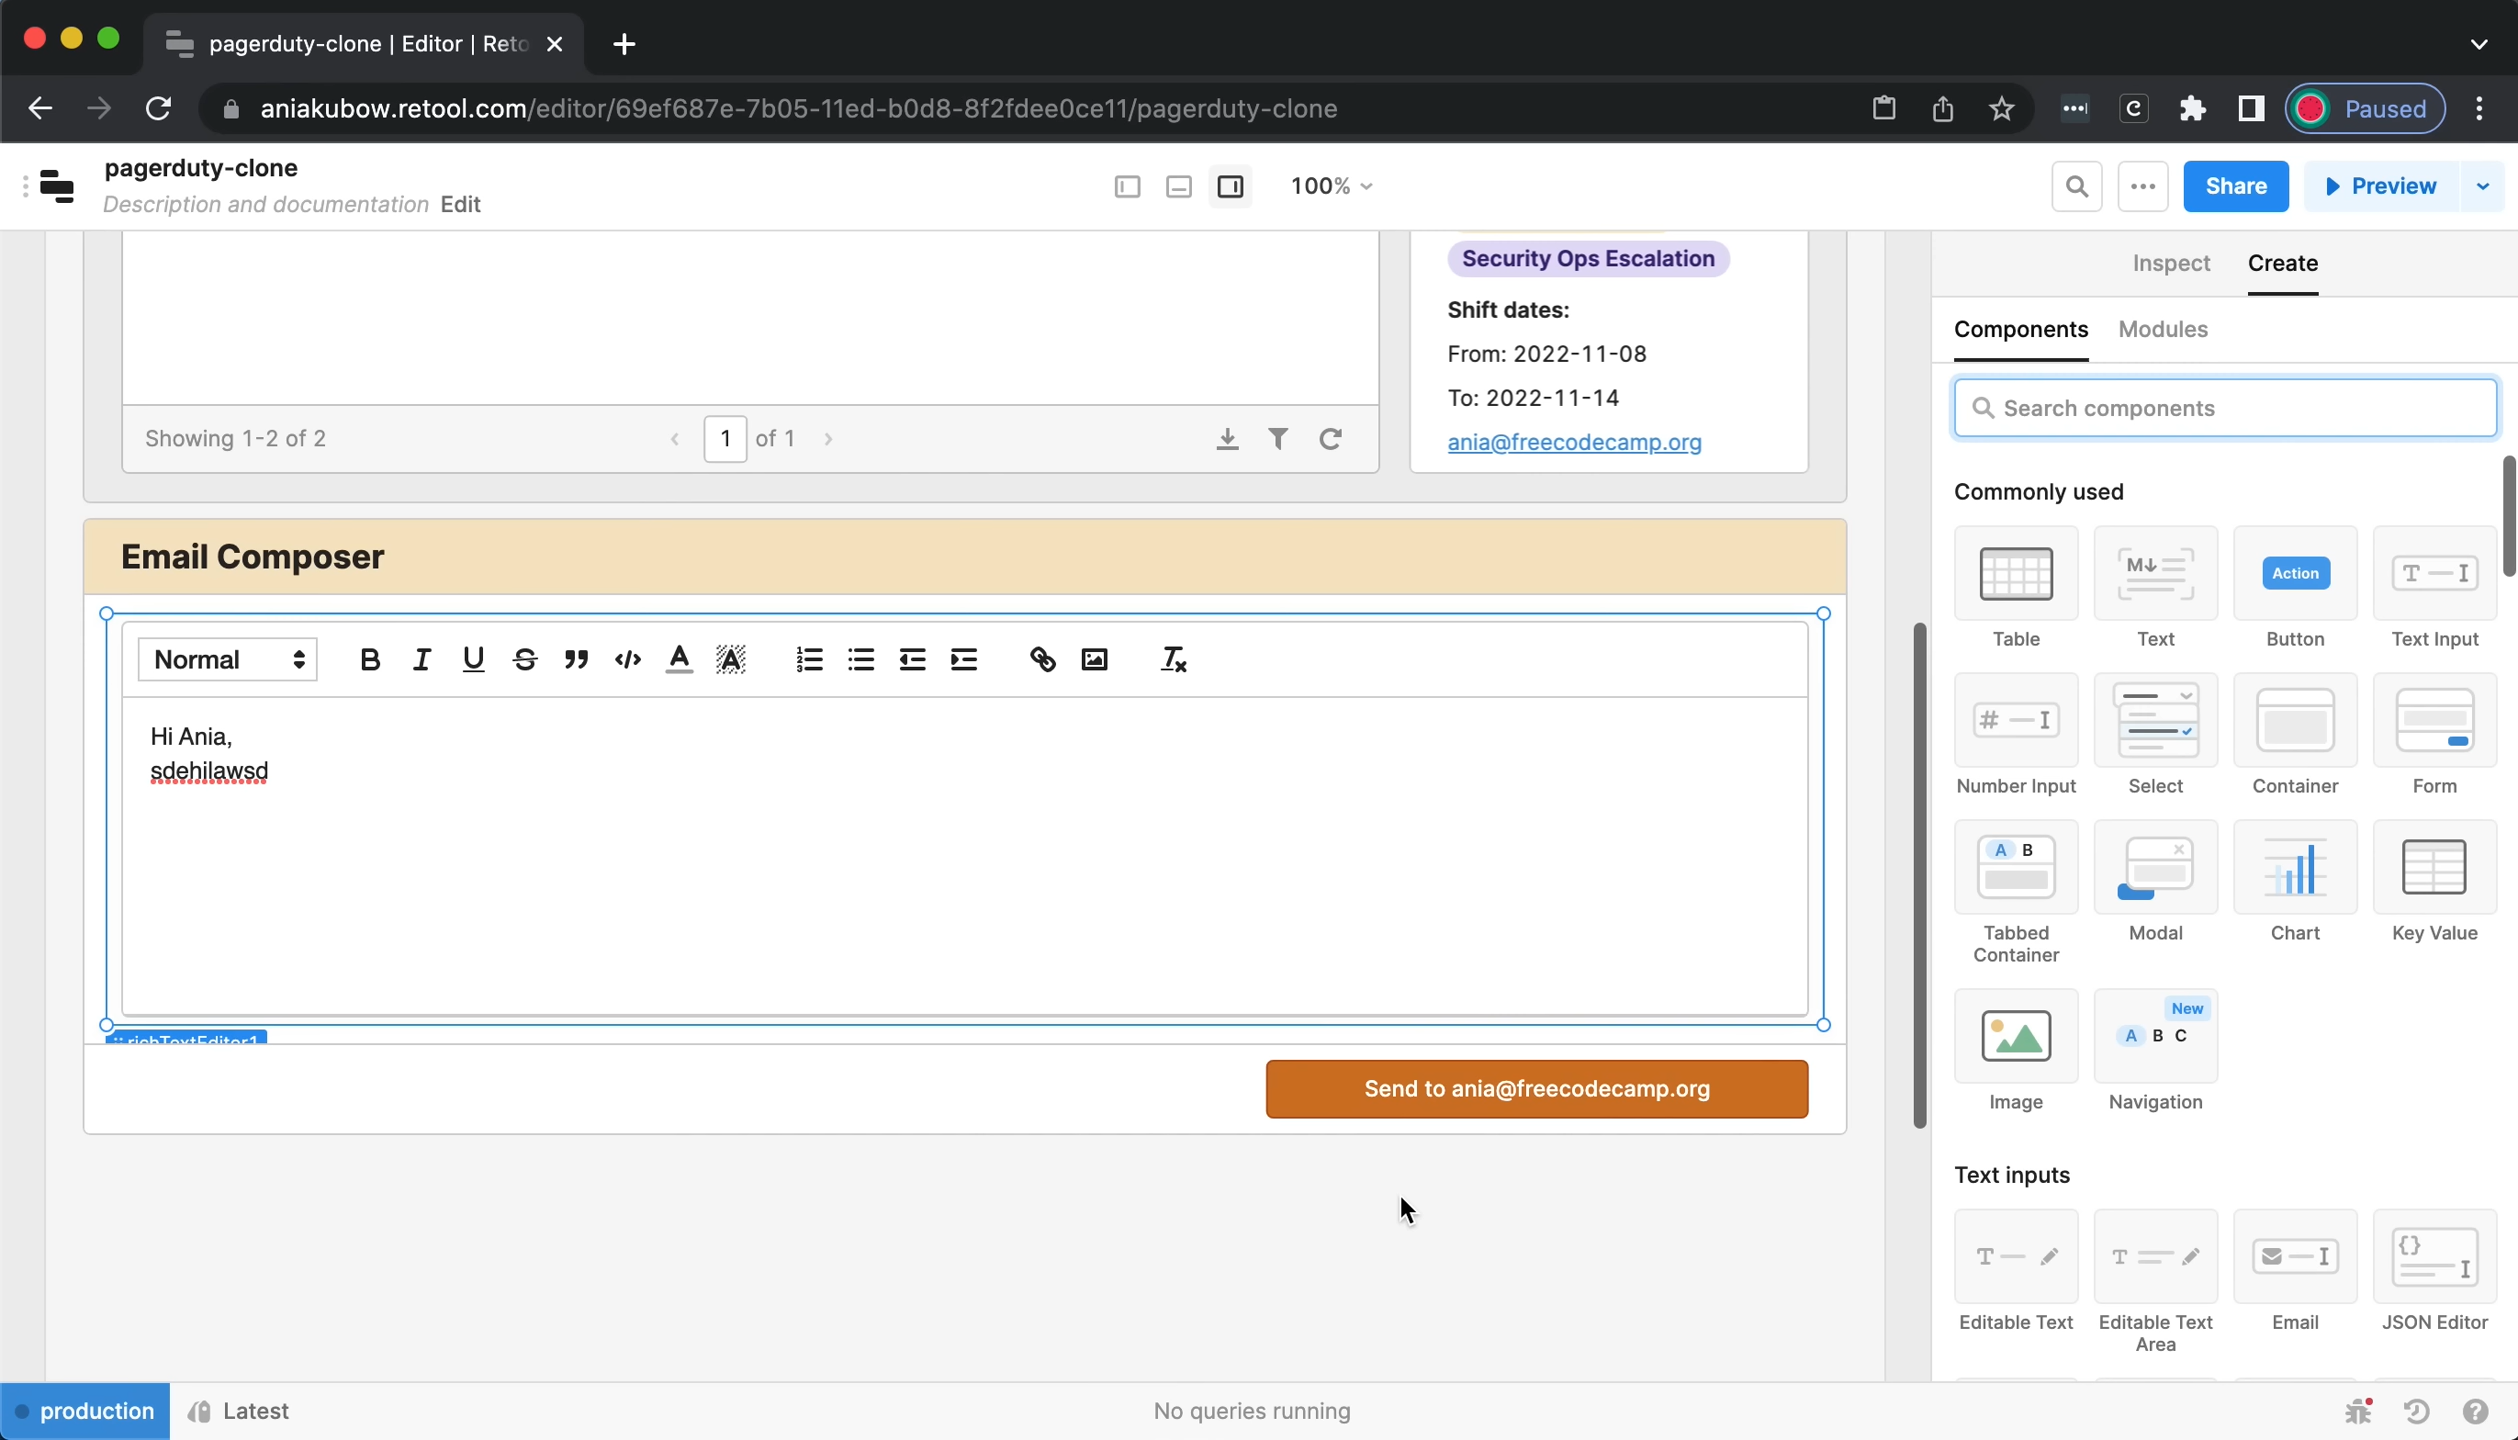 pagerduty-clone | Editor | Reto
aniakubow.retool.com/editor/69ef687e-7b05-11ed-b0d8-8f2fdee0ce11/pagerduty-clone
Paused
pagerduty-clone
Description and documentation Edit
100%
Share
Preview
Security Ops Escalation
Shift dates:
From: 2022-11-08
To: 2022-11-14
ania@freecodecamp.org
Showing 1-2 of 2
1 of 1
Email Composer
Normal
Hi Ania,
sdehilawsd
richTextEditor1
Send to ania@freecodecamp.org
Inspect Create
Components Modules
Search components
Commonly used
Action
Table Text Button Text Input
Number Input Select Container Form
A B
Tabbed Container Modal Chart Key Value
New
A B C
Image Navigation
Text inputs
Editable Text Editable Text Area Email JSON Editor
production Latest No queries running